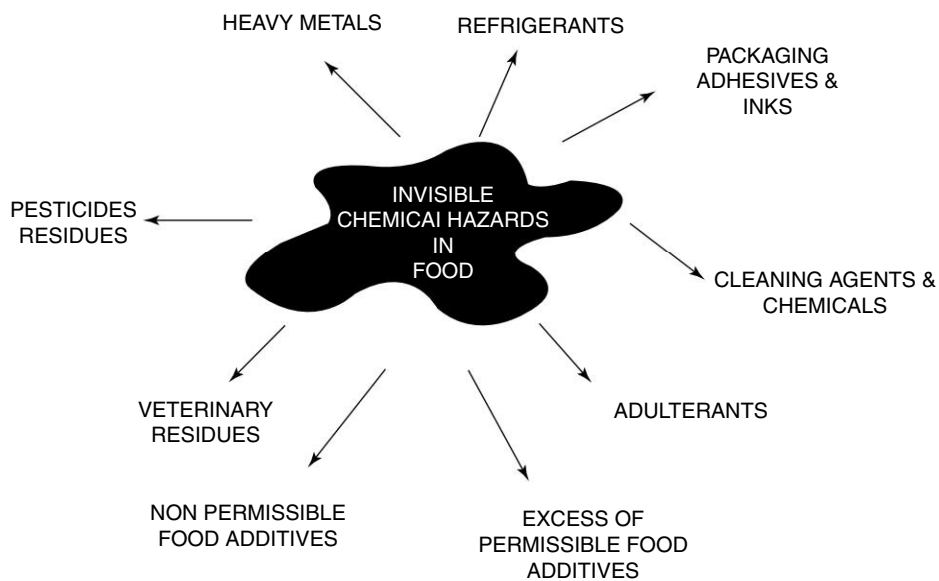 HEAVY METALS
REFRIGERANTS
PACKAGING
ADHESIVES &
INKS
INVISIBLE
CHEMICAI HAZARDS
IN
FOOD
PESTICIDES
RESIDUES
CLEANING AGENTS &
CHEMICALS
VETERINARY
RESIDUES
ADULTERANTS
NON PERMISSIBLE
FOOD ADDITIVES
EXCESS OF
PERMISSIBLE FOOD
ADDITIVES